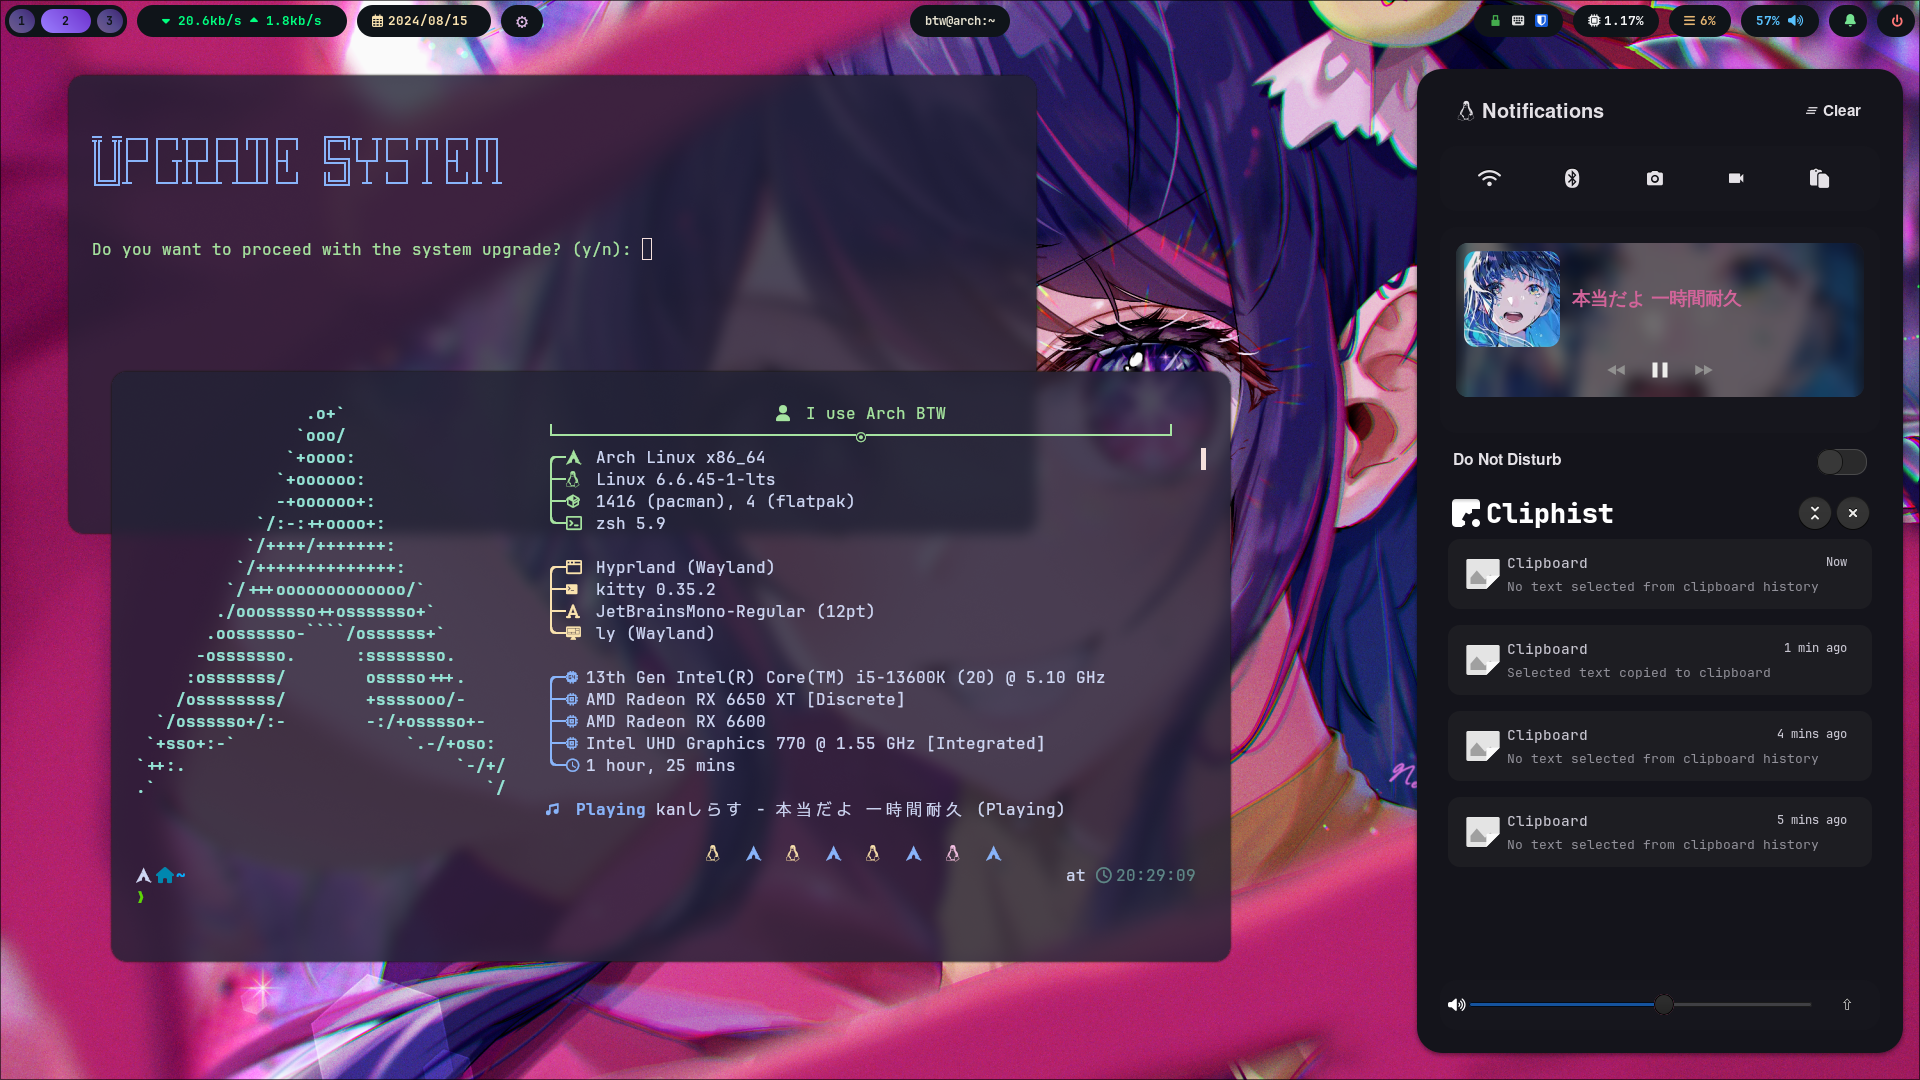 1 2 3
20.6kb/s 1.8kb/s
2024/08/15
btw@arch:~
1.17%
6%
57%
UPGRATE SYSTEM
Do you want to proceed with the system upgrade? (y/n):
.o+`
`ooo/
`+oooo:
`+oooooo:
-+oooooo+:
`/:-:++oooo+:
`/++++/+++++++:
`/++++++++++++++:
`/+++ooooooooooooo/`
./ooosssso++osssssso+`
.oossssso-````/ossssss+`
-osssssso. :ssssssso.
:osssssss/ osssso+++.
/ossssssss/ +ssssooo/-
`/ossssso+/:- -:/+osssso+-
`+sso+:-` `.-/+oso:
`++:. `-/+/
.` `/
I use Arch BTW
Arch Linux x86_64
Linux 6.6.45-1-lts
1416 (pacman), 4 (flatpak)
zsh 5.9
Hyprland (Wayland)
kitty 0.35.2
JetBrainsMono-Regular (12pt)
ly (Wayland)
13th Gen Intel(R) Core(TM) i5-13600K (20) @ 5.10 GHz
AMD Radeon RX 6650 XT [Discrete]
AMD Radeon RX 6600
Intel UHD Graphics 770 @ 1.55 GHz [Integrated]
1 hour, 25 mins
Playing kanしらす - 本当だよ 一時間耐久 (Playing)
~
at 20:29:09
❯
Notifications
Clear
本当だよ 一時間耐久
Do Not Disturb
Cliphist
Clipboard Now
No text selected from clipboard history
Clipboard 1 min ago
Selected text copied to clipboard
Clipboard 4 mins ago
No text selected from clipboard history
Clipboard 5 mins ago
No text selected from clipboard history